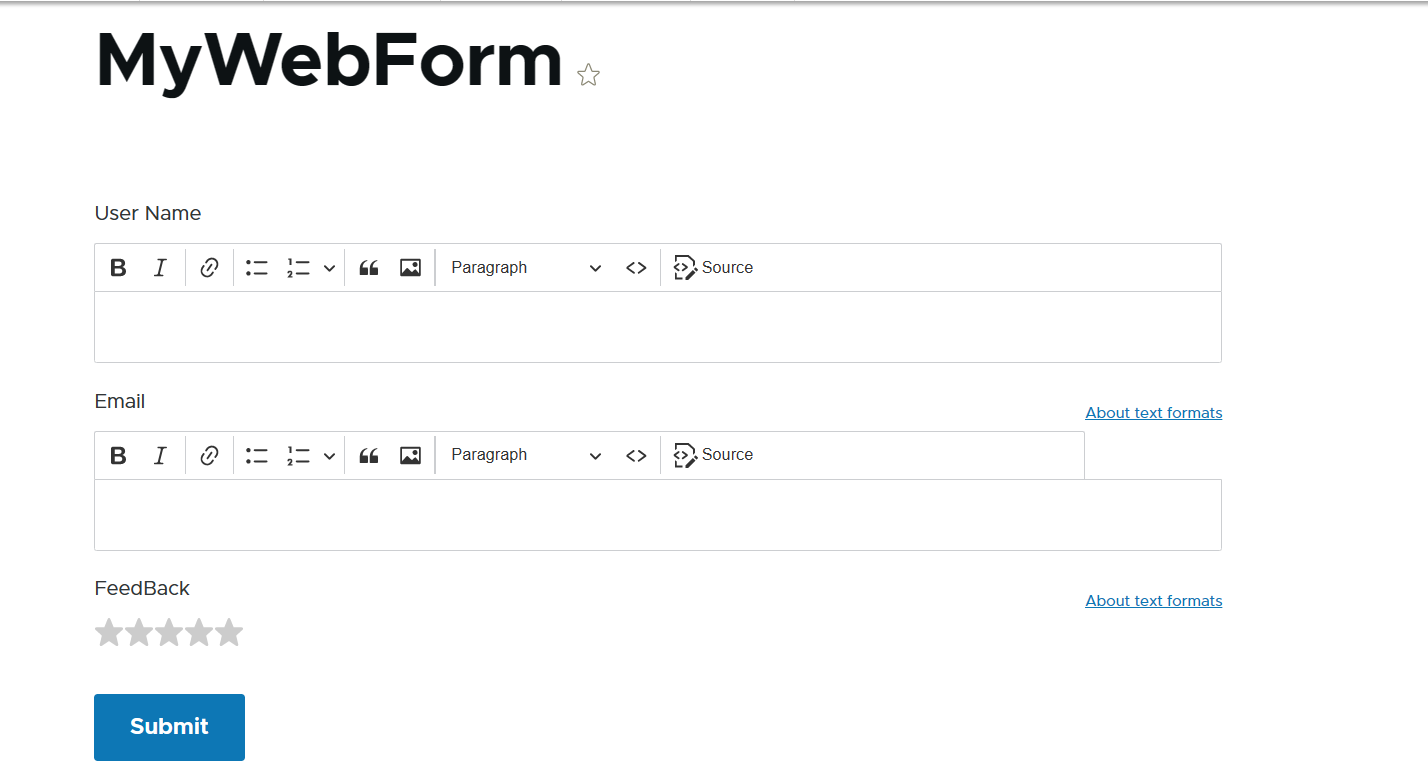 MyWebForm
User Name
B I Paragraph <> Source
Email
About text formats
B I Paragraph <> Source
FeedBack
About text formats
Submit